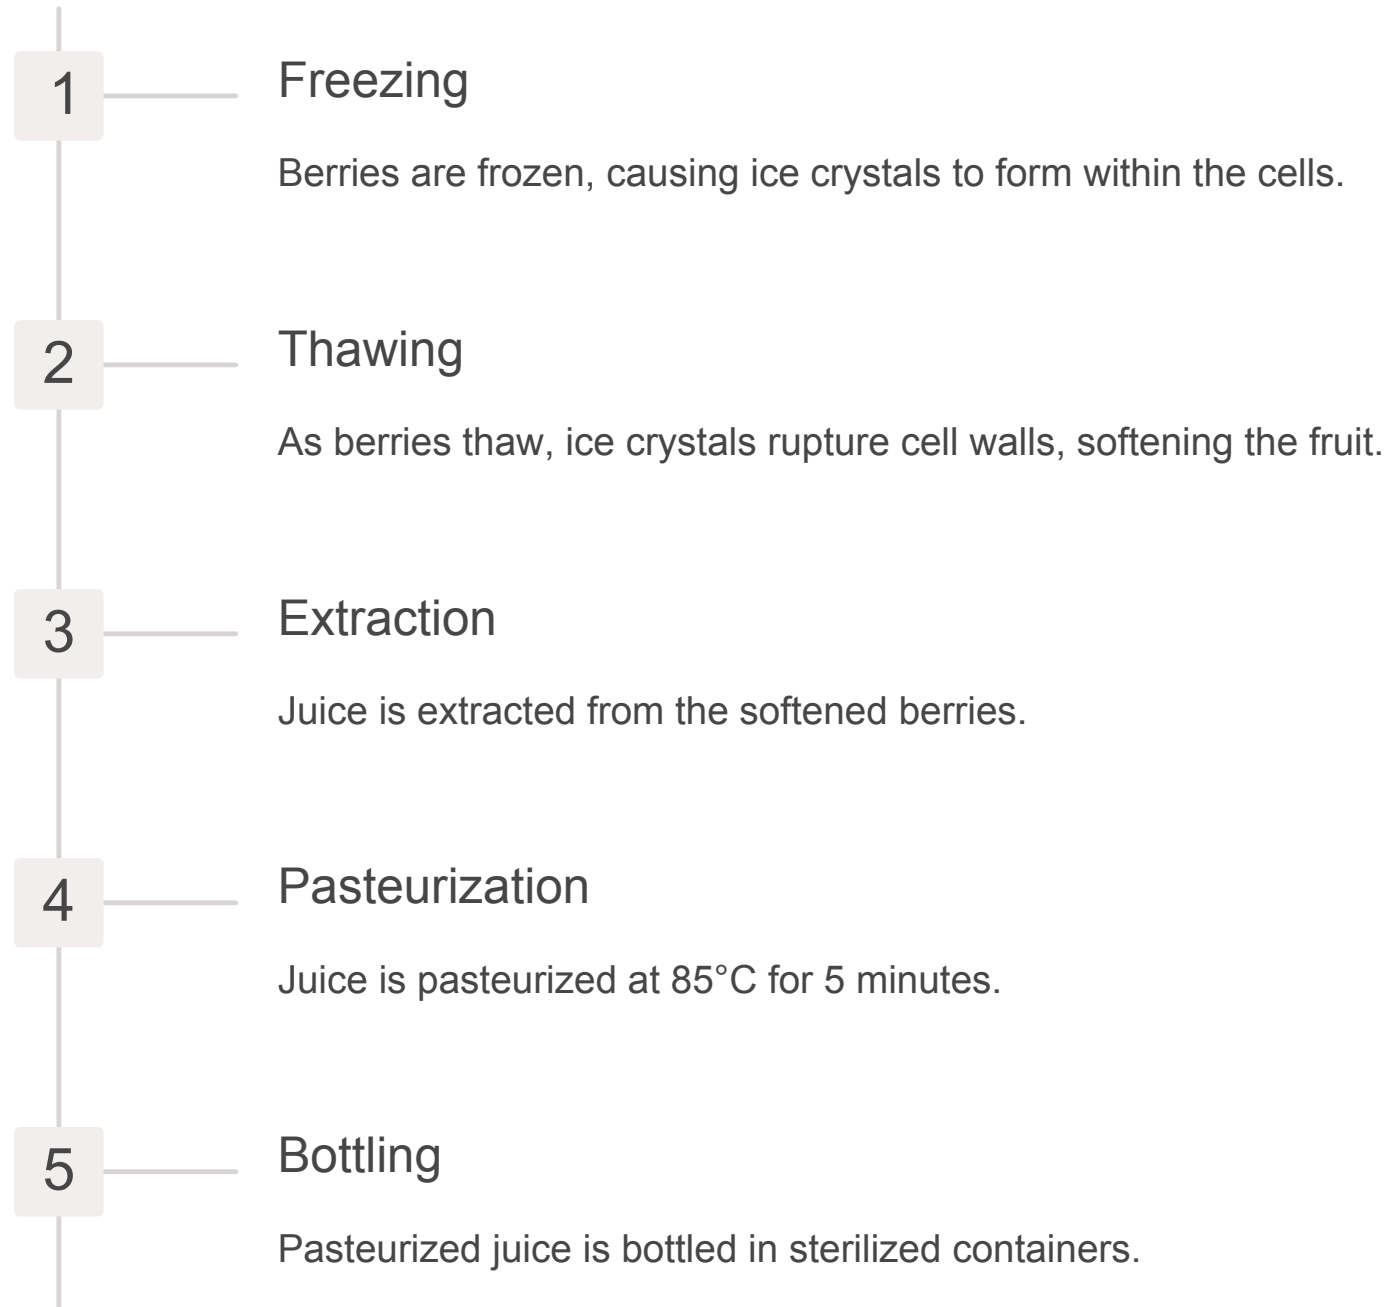 1
Freezing
Berries are frozen, causing ice crystals to form within the cells.
2
Thawing
As berries thaw, ice crystals rupture cell walls, softening the fruit.
3
Extraction
Juice is extracted from the softened berries.
4
Pasteurization
Juice is pasteurized at 85°C for 5 minutes.
5
Bottling
Pasteurized juice is bottled in sterilized containers.